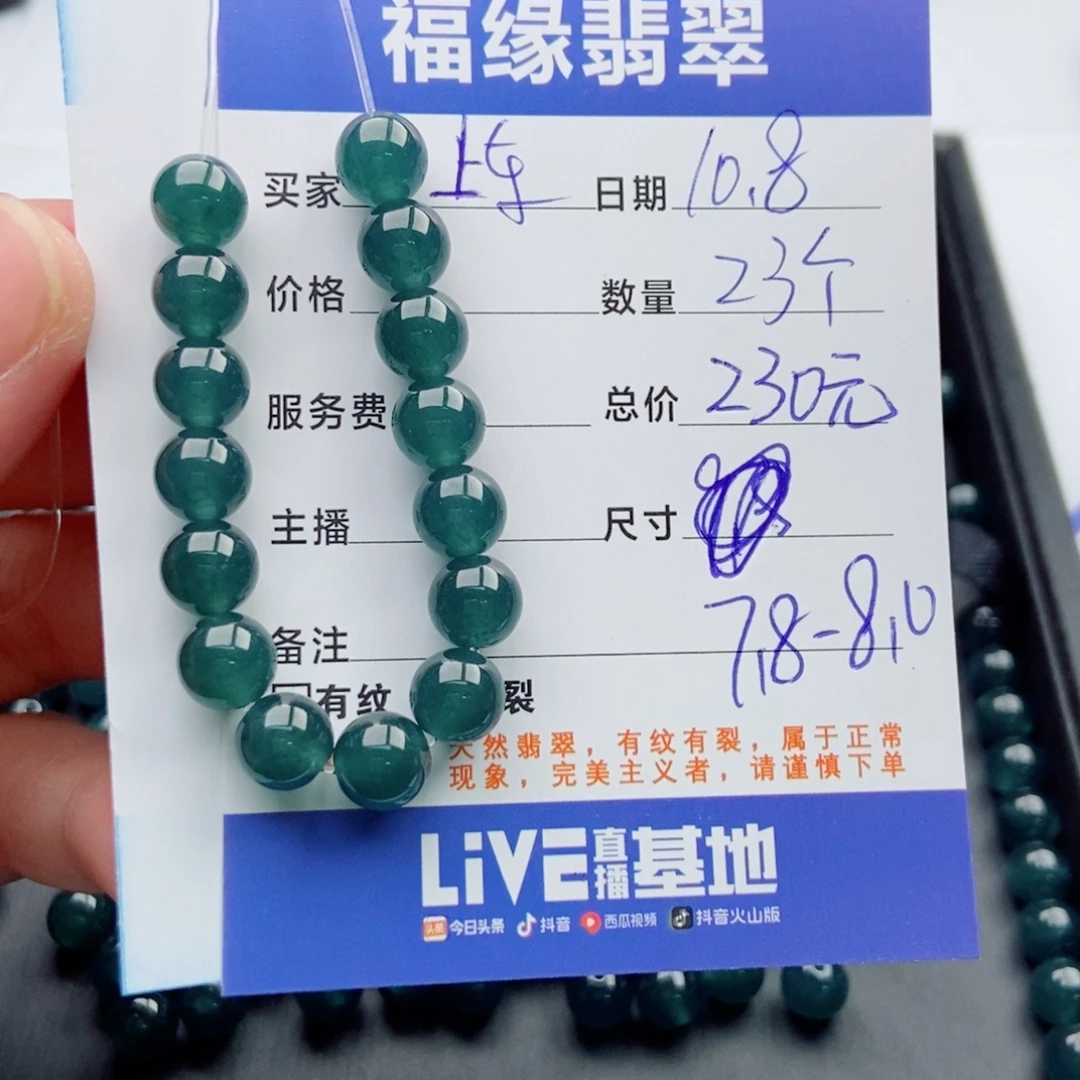 福缘翡翠
买家 上 日期 10.8
价格 数量 23个
服务费 总价 230元
主播 尺寸
7.8-8.0
备注
有纹 裂
天然翡翠，有纹有裂，属于正常
现象，完美主义者，请谨慎下单
LiVE直播基地
头条 今日头条 抖音 西瓜视频 抖音火山版